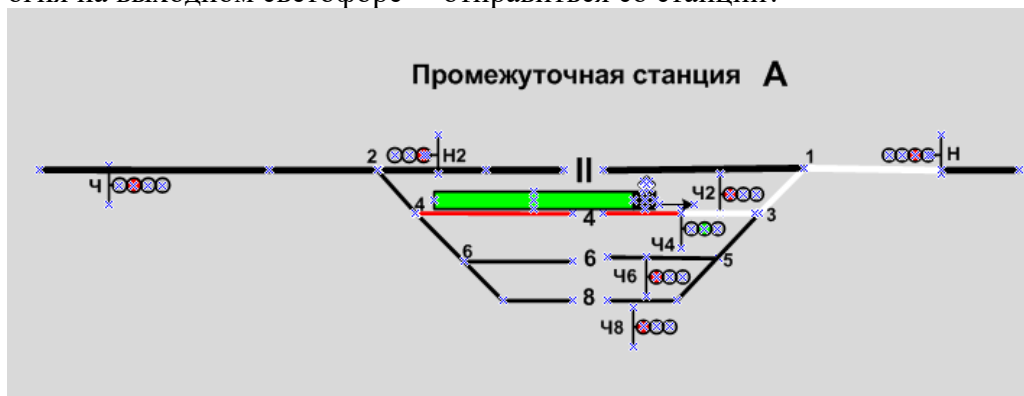 огня на выходном светофоре – отправиться со станции.
Промежуточная станция А
2 Н2 II 1 Н
Ч Ч2
4 4 3
Ч4
6 6 5
Ч6
8
Ч8